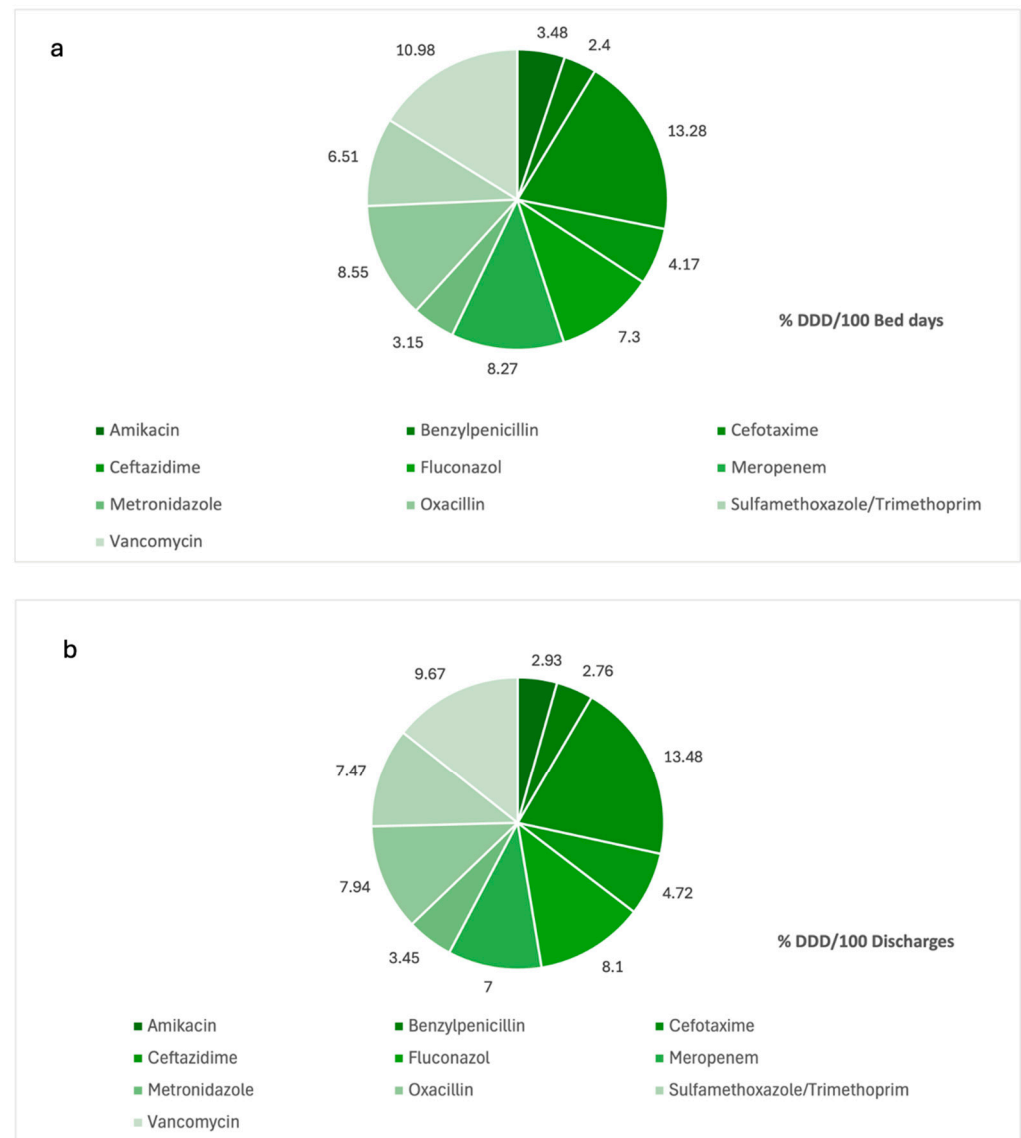 a
3.48
2.4
10.98
13.28
6.51
4.17
8.55
% DDD/100 Bed days
7.3
3.15
8.27
Amikacin Benzylpenicillin Cefotaxime
Ceftazidime Fluconazol Meropenem
Metronidazole Oxacillin Sulfamethoxazole/Trimethoprim
Vancomycin
b
2.93
2.76
9.67
13.48
7.47
7.94
4.72
% DDD/100 Discharges
3.45
8.1
7
Amikacin Benzylpenicillin Cefotaxime
Ceftazidime Fluconazol Meropenem
Metronidazole Oxacillin Sulfamethoxazole/Trimethoprim
Vancomycin